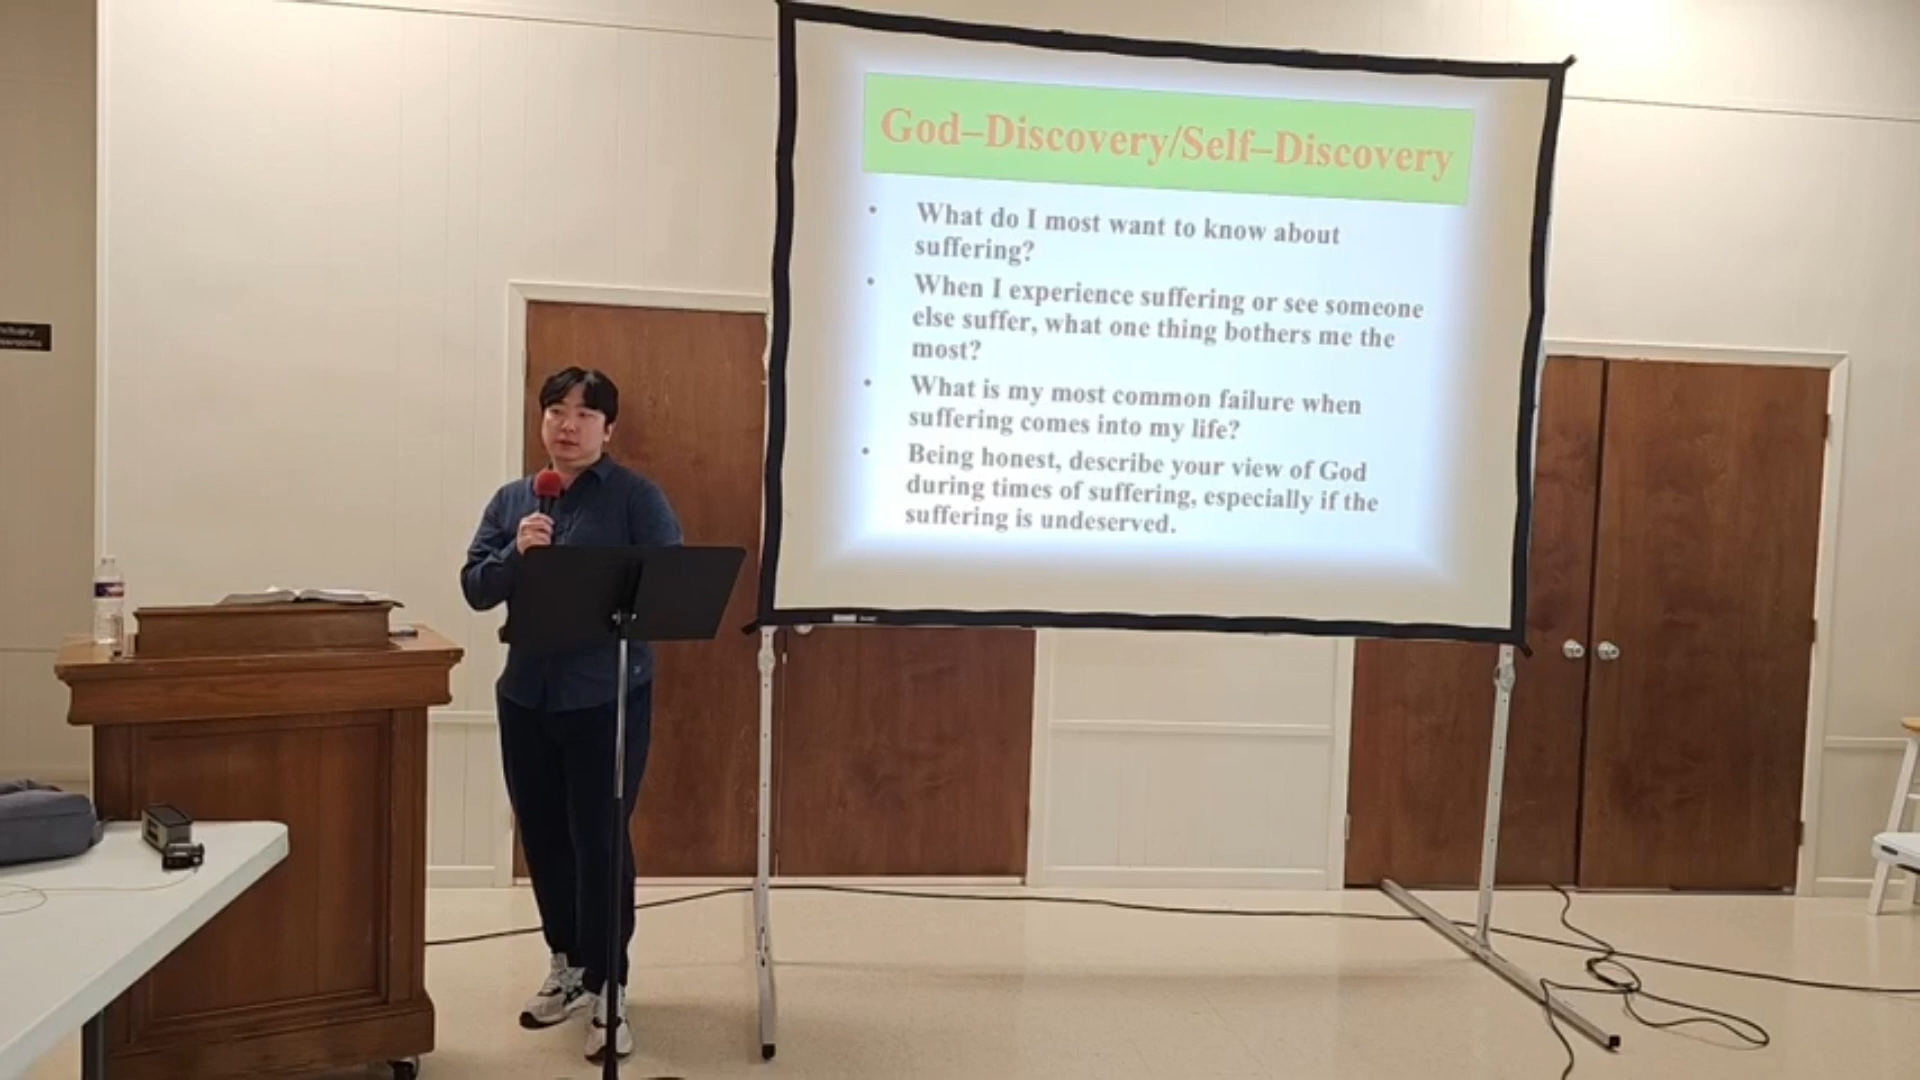 God–Discovery/Self–Discovery
• What do I most want to know about
suffering?
• When I experience suffering or see someone
else suffer, what one thing bothers me the
most?
• What is my most common failure when
suffering comes into my life?
• Being honest, describe your view of God
during times of suffering, especially if the
suffering is undeserved.